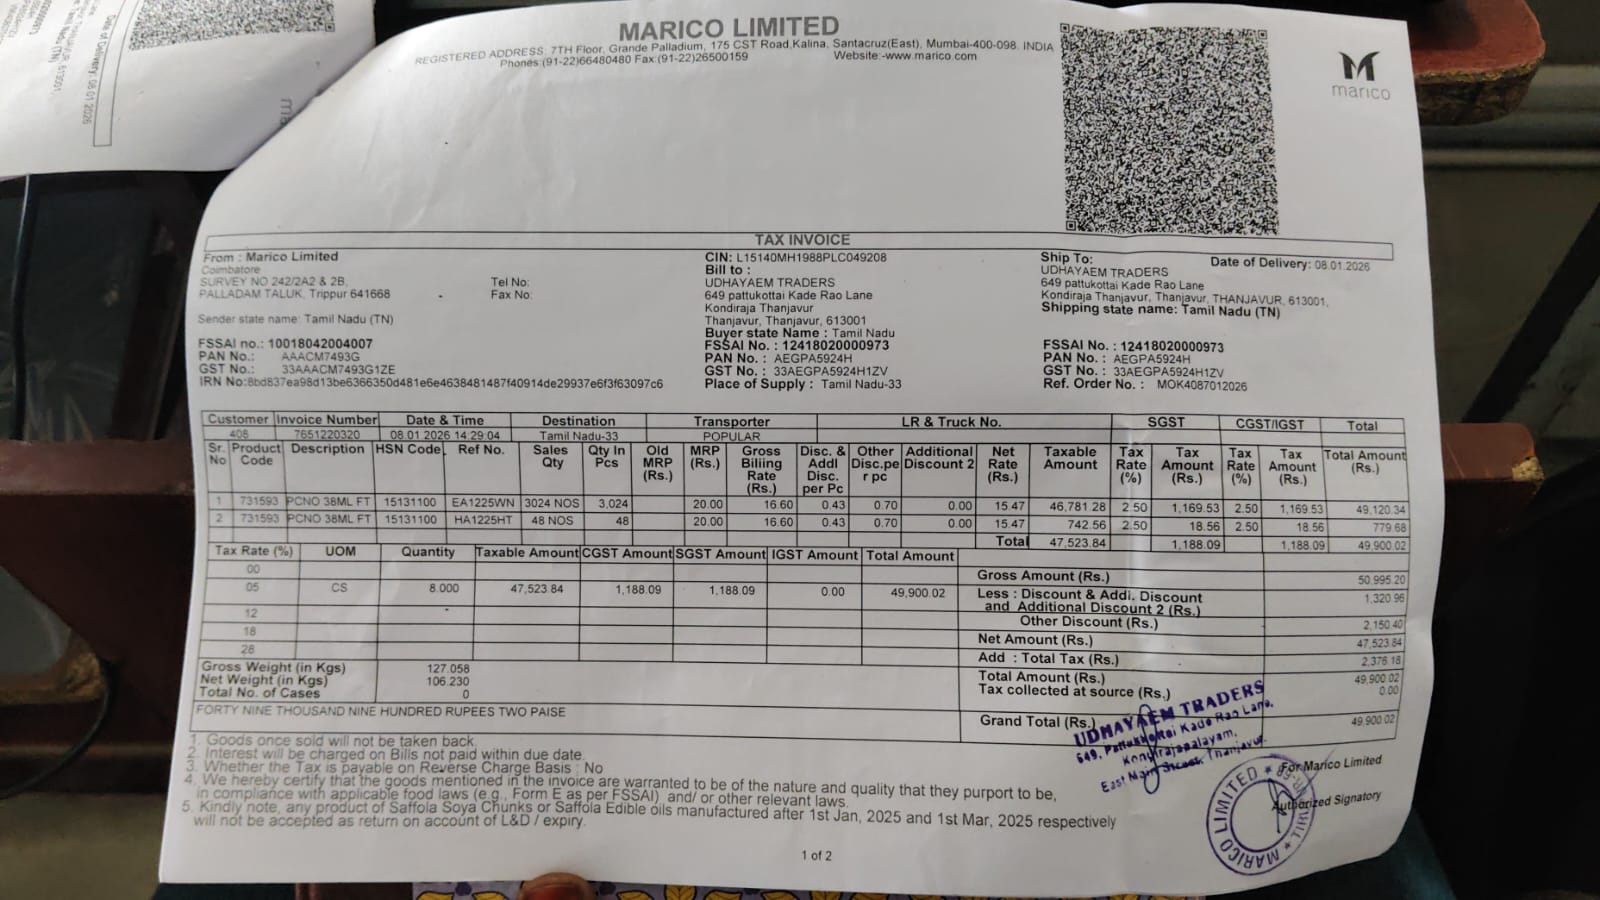 MARICO LIMITED
REGISTERED ADDRESS: 7TH Floor, Grande Palladium, 175 CST Road,Kalina, Santacruz(East), Mumbai-400-098. INDIA
Phones:(91-22)66480480 Fax:(91-22)26500159 Website:-www.marico.com
marico
TAX INVOICE
From : Marico Limited
Coimbatore
SURVEY NO 242/2A2 & 2B,
PALLADAM TALUK, Trippur 641668
Tel No:
Fax No:
Sender state name: Tamil Nadu (TN)
FSSAI no.: 10018042004007
PAN No.: AAACM7493G
GST No.: 33AAACM7493G1ZE
IRN No:8bd837ea98d13be6366350d481e6e4638481487f40914de29937e6f3f63097c6
CIN: L15140MH1988PLC049208
Bill to :
UDHAYAEM TRADERS
649 pattukottai Kade Rao Lane
Kondiraja Thanjavur
Thanjavur, Thanjavur, 613001
Buyer state Name : Tamil Nadu
FSSAI No. : 12418020000973
PAN No. : AEGPA5924H
GST No. : 33AEGPA5924H1ZV
Place of Supply : Tamil Nadu-33
Ship To: Date of Delivery: 08.01.2026
UDHAYAEM TRADERS
649 pattukottai Kade Rao Lane
Kondiraja Thanjavur, Thanjavur, THANJAVUR, 613001,
Shipping state name: Tamil Nadu (TN)
FSSAI No. : 12418020000973
PAN No. : AEGPA5924H
GST No. : 33AEGPA5924H1ZV
Ref. Order No. : MOK4087012026
Customer Invoice Number Date & Time Destination Transporter LR & Truck No. SGST CGST/IGST Total
408 7651220320 08.01.2026 14:29:04 Tamil Nadu-33 POPULAR
Sr. No Product Code Description HSN Code Ref No. Sales Qty Qty In Pcs Old MRP (Rs.) MRP (Rs.) Gross Billing Rate (Rs.) Disc. & Addl Disc. per Pc Other Disc.pe r pc Additional Discount 2 Net Rate (Rs.) Taxable Amount Tax Rate (%) Tax Amount (Rs.) Tax Rate (%) Tax Amount (Rs.) Total Amount (Rs.)
1 731593 PCNO 38ML FT 15131100 EA1225WN 3024 NOS 3,024 20.00 16.60 0.43 0.70 0.00 15.47 46,781.28 2.50 1,169.53 2.50 1,169.53 49,120.34
2 731593 PCNO 38ML FT 15131100 HA1225HT 48 NOS 48 20.00 16.60 0.43 0.70 0.00 15.47 742.56 2.50 18.56 2.50 18.56 779.68
Total 47,523.84 1,188.09 1,188.09 49,900.02
Tax Rate (%) UOM Quantity Taxable Amount CGST Amount SGST Amount IGST Amount Total Amount
00
05 CS 8.000 47,523.84 1,188.09 1,188.09 0.00 49,900.02
12
18
28
Gross Amount (Rs.) 50,995.20
Less : Discount & Addl. Discount and Additional Discount 2 (Rs.) 1,320.96
Other Discount (Rs.) 2,150.40
Net Amount (Rs.) 47,523.84
Add : Total Tax (Rs.) 2,376.18
Total Amount (Rs.) 49,900.02
Tax collected at source (Rs.) 0.00
Grand Total (Rs.) 49,900.02
Gross Weight (in Kgs) 127.058
Net Weight (in Kgs) 106.230
Total No. of Cases 0
FORTY NINE THOUSAND NINE HUNDRED RUPEES TWO PAISE
1. Goods once sold will not be taken back.
2. Interest will be charged on Bills not paid within due date.
3. Whether the Tax is payable on Reverse Charge Basis : No
4. We hereby certify that the goods mentioned in the invoice are warranted to be of the nature and quality that they purport to be,
in compliance with applicable food laws (e.g., Form E as per FSSAI) and/ or other relevant laws.
5. Kindly note, any product of Saffola Soya Chunks or Saffola Edible oils manufactured after 1st Jan, 2025 and 1st Mar, 2025 respectively
will not be accepted as return on account of L&D / expiry.
UDHAYAEM TRADERS
649, Pattukkottai Kade Rao Lane,
Kondirajapalayam,
East Main Street, Thanjavur.
For Marico Limited
Authorized Signatory
MARICO LIMITED
1 of 2